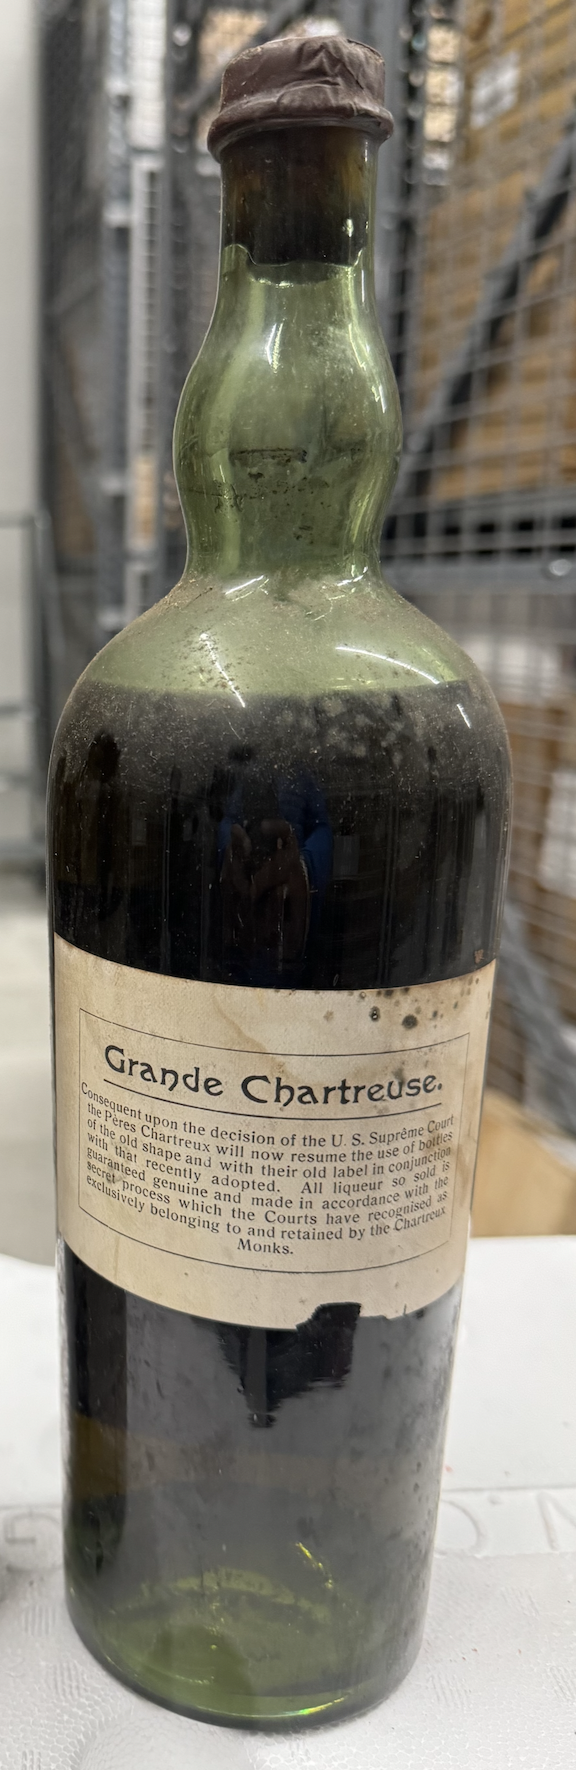 Grande Chartreuse.
Consequent upon the decision of the U. S. Suprême Court
the Pères Chartreux will now resume the use of bottles
of the old shape and with their old label in conjunction
with that recently adopted. All liqueur so sold is
guaranteed genuine and made in accordance with the
secret process which the Courts have recognised as
exclusively belonging to and retained by the Chartreux
Monks.